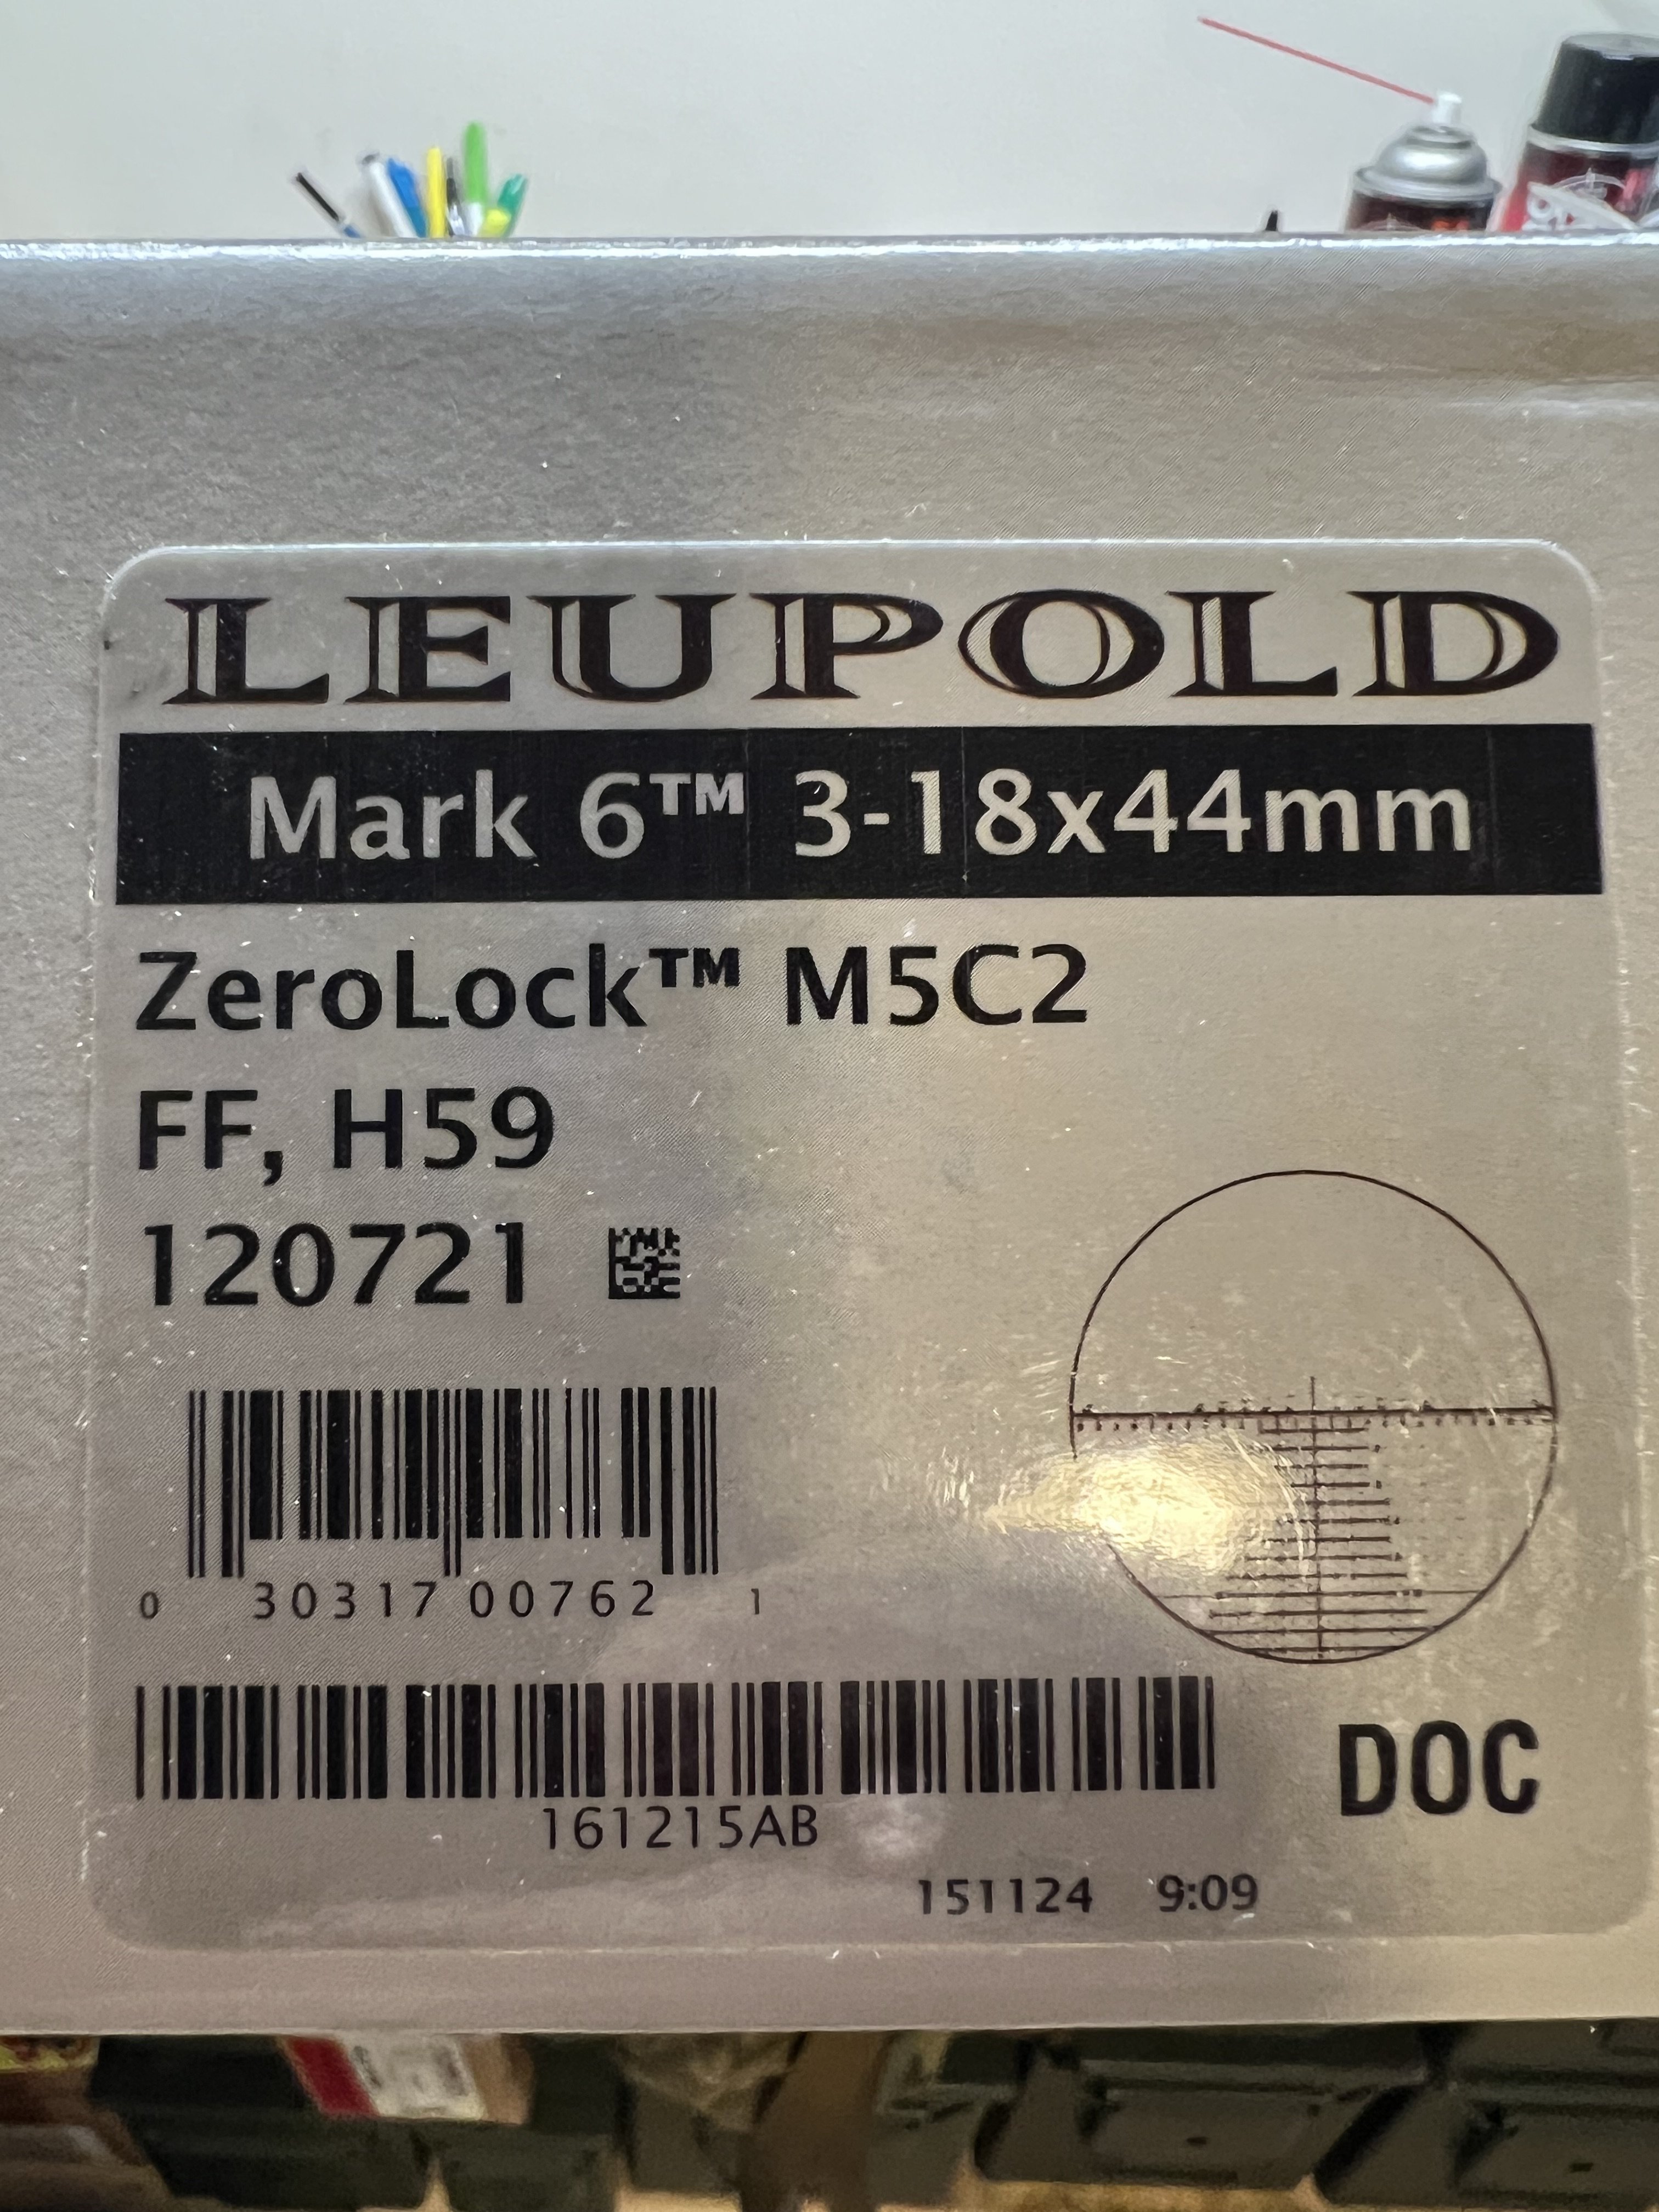 LEUPOLD
Mark 6™ 3-18x44mm
ZeroLock™ M5C2
FF, H59
120721
0 30317 00762 1
161215AB
DOC
151124 9:09